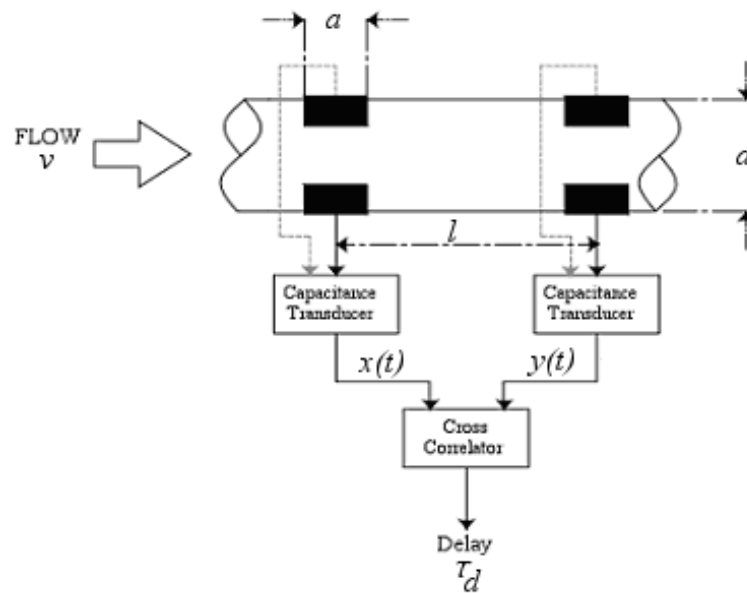 a
FLOW
v
d
l
Capacitance
Transducer
Capacitance
Transducer
x(t)
y(t)
Cross
Correlator
Delay
τd